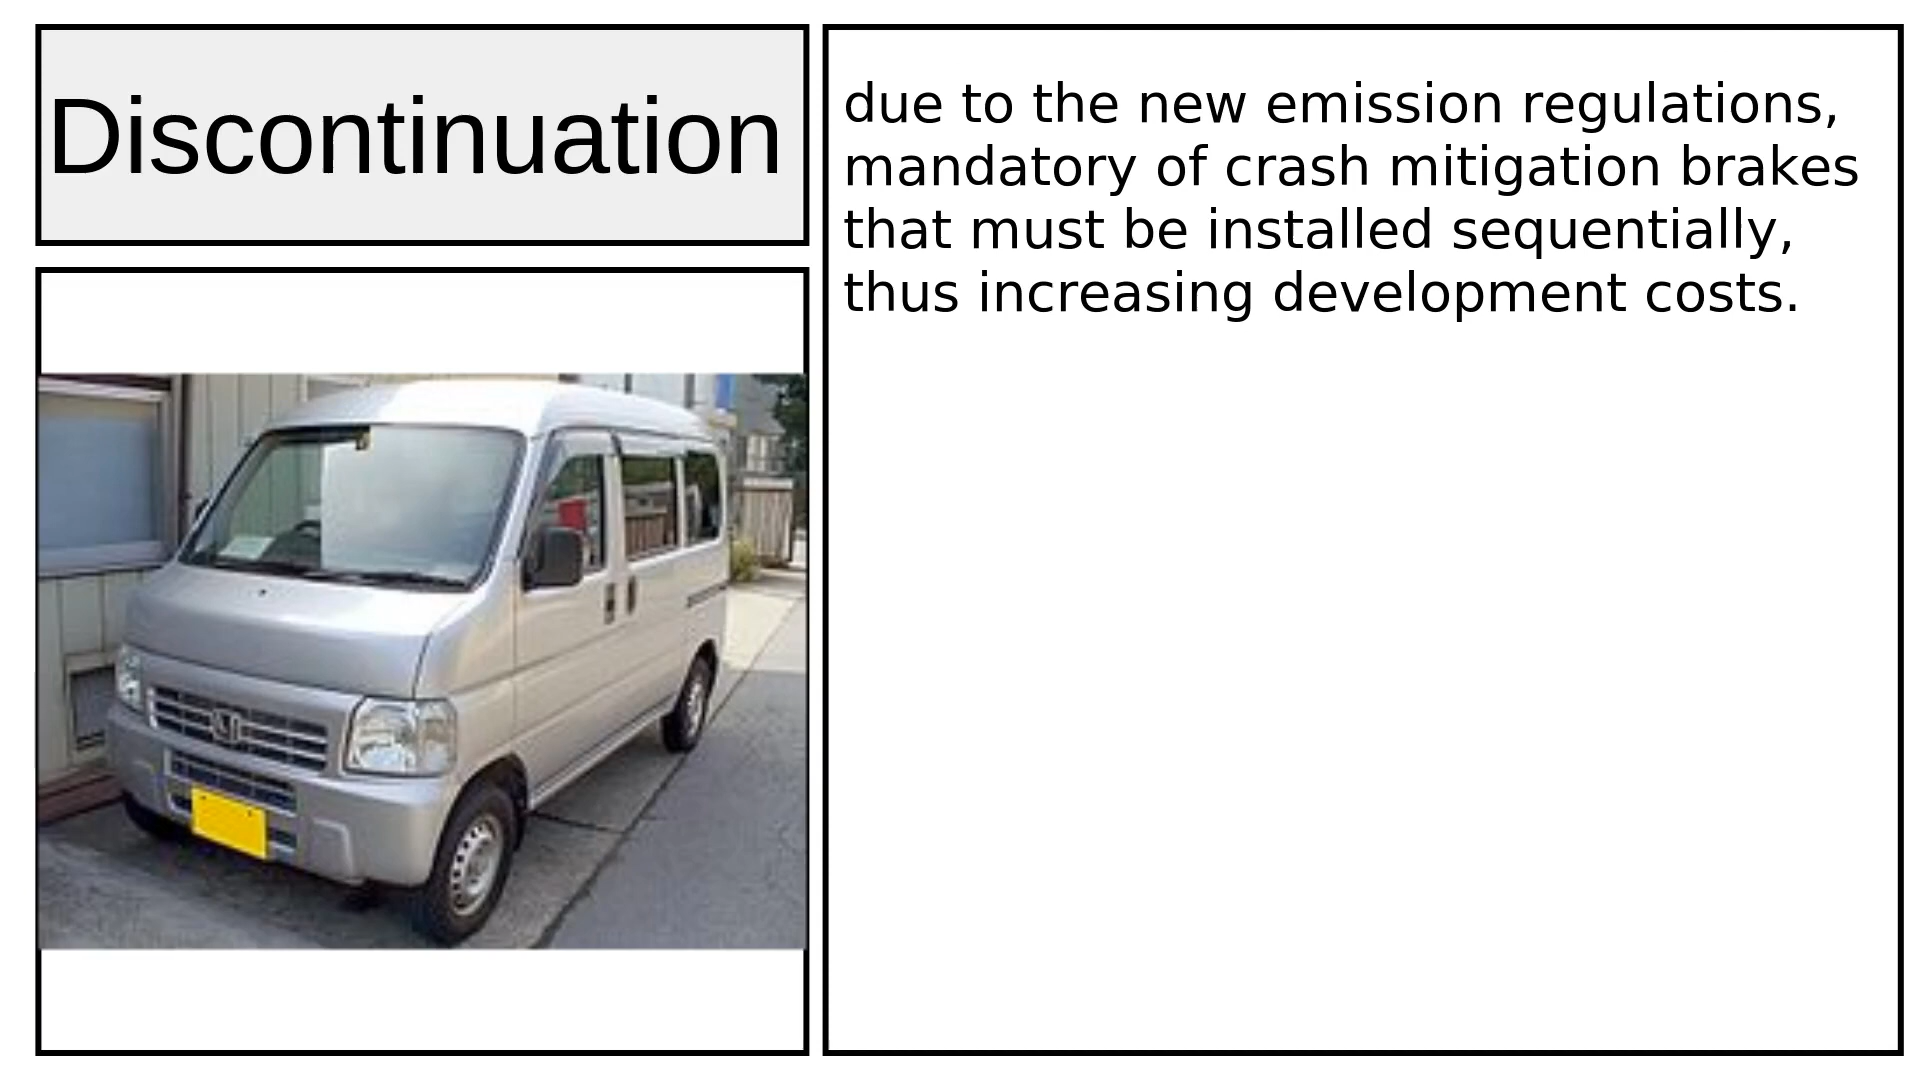 Discontinuation
due to the new emission regulations,
mandatory of crash mitigation brakes
that must be installed sequentially,
thus increasing development costs.